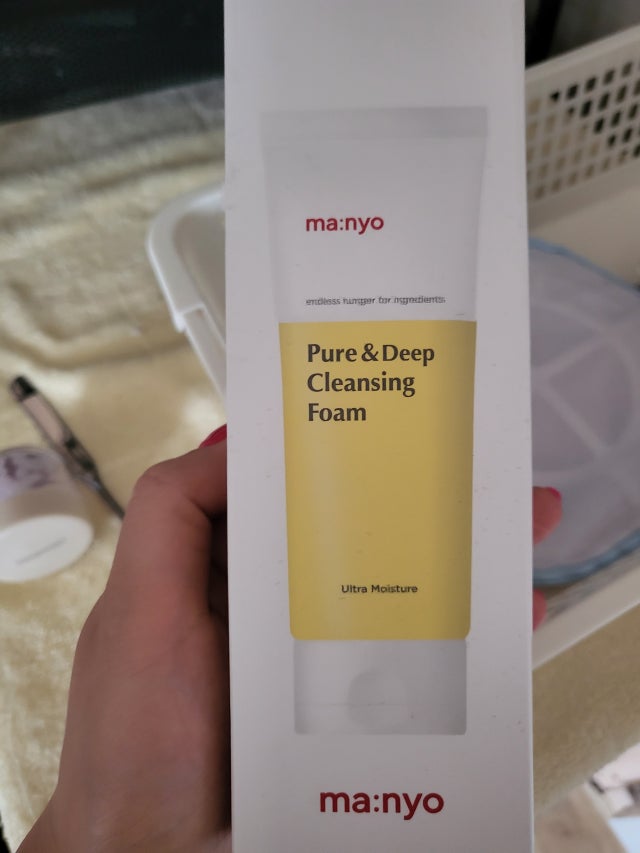 ma:nyo
endless hunger for ingredients
Pure & Deep
Cleansing
Foam
Ultra Moisture
ma:nyo